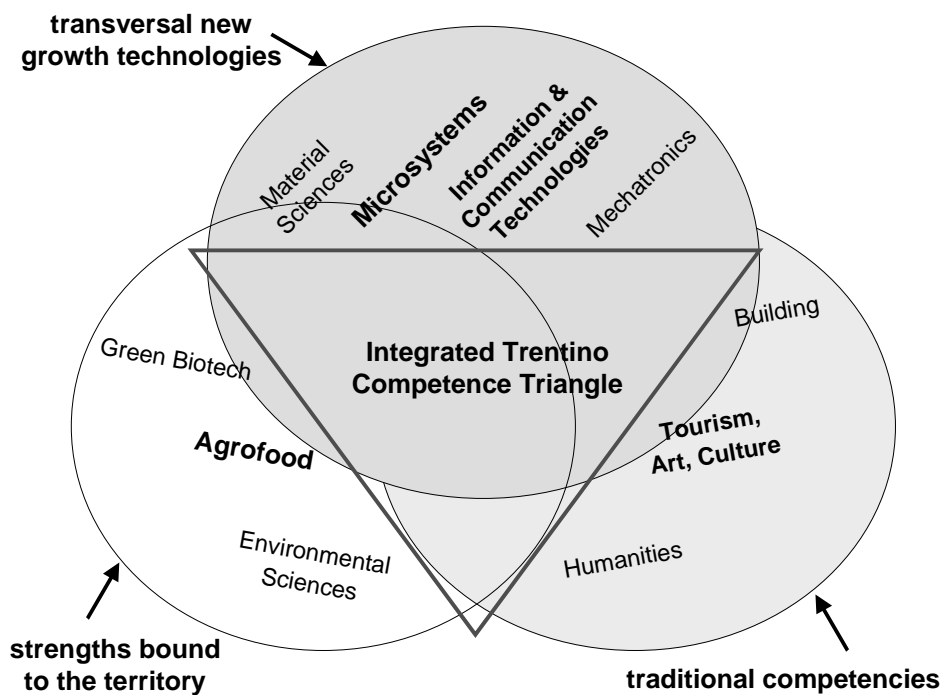 transversal new
growth technologies
Material
Sciences
Microsystems
Information &
Communication
Technologies
Mechatronics
Building
Green Biotech
Integrated Trentino
Competence Triangle
Tourism,
Art, Culture
Agrofood
Environmental
Sciences
Humanities
strengths bound
to the territory
traditional competencies